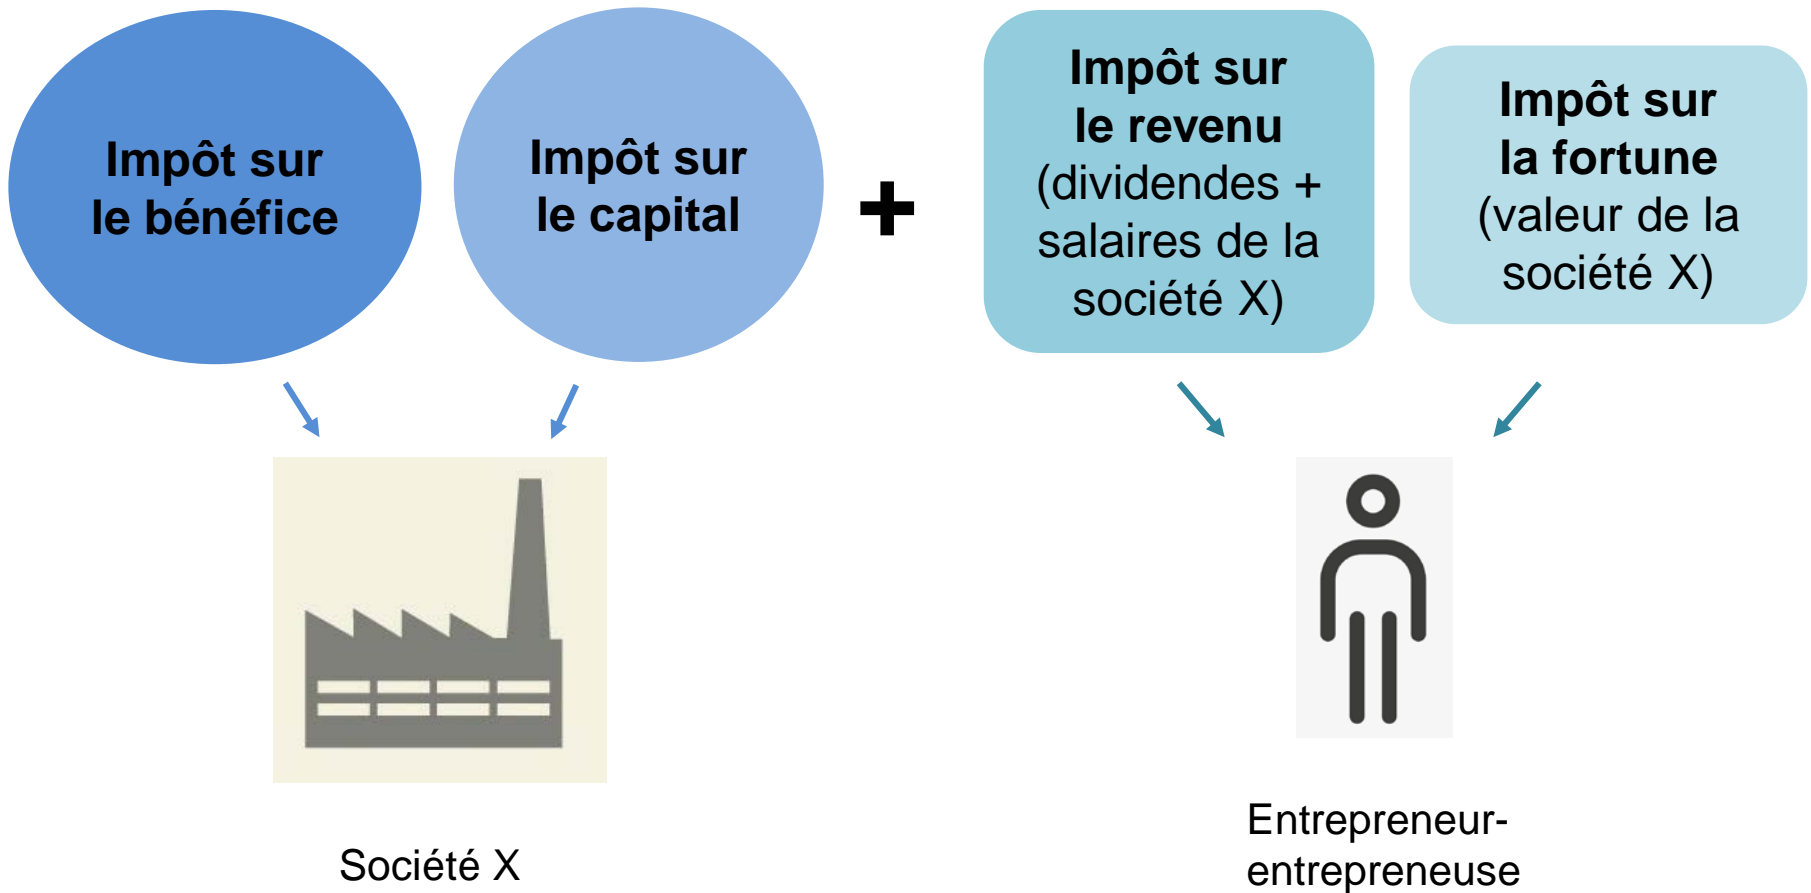 Impôt sur
le bénéfice
Impôt sur
le capital
+
Impôt sur
le revenu
(dividendes +
salaires de la
société X)
Impôt sur
la fortune
(valeur de la
société X)
Société X
Entrepreneur-
entrepreneuse